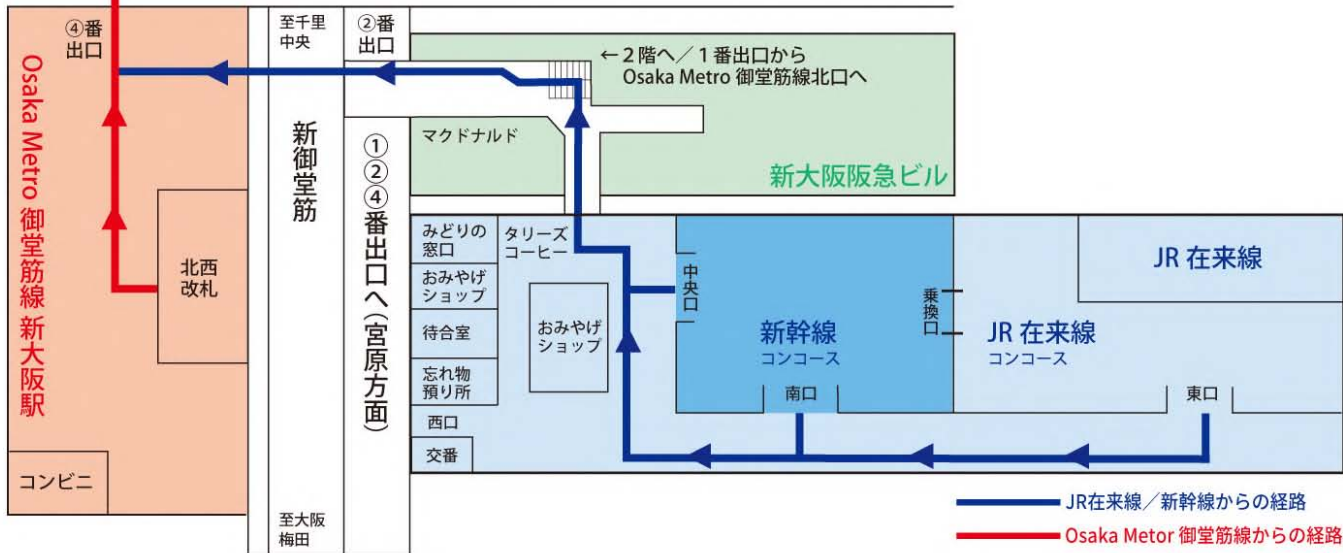 ④番
出口
至千里
中央
②番
出口
←2階へ／1番出口から
Osaka Metro 御堂筋線北口へ
マクドナルド
新大阪阪急ビル
Osaka Metro 御堂筋線 新大阪駅
新御堂筋
①②④番出口へ(宮原方面)
北西
改札
みどりの
窓口
タリーズ
コーヒー
おみやげ
ショップ
待合室
忘れ物
預り所
西口
交番
おみやげ
ショップ
中央口
新幹線
コンコース
南口
乗換口
JR 在来線
JR 在来線
コンコース
東口
コンビニ
至大阪
梅田
JR在来線／新幹線からの経路
Osaka Metor 御堂筋線からの経路